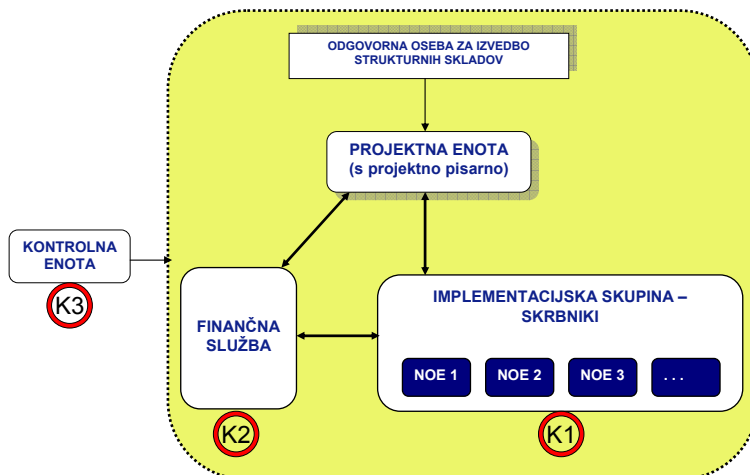 ODGOVORNA OSEBA ZA IZVEDBO
STRUKTURNIH SKLADOV
PROJEKTNA ENOTA
(s projektno pisarno)
KONTROLNA
ENOTA
K3
FINANČNA
SLUŽBA
K2
IMPLEMENTACIJSKA SKUPINA –
SKRBNIKI
NOE 1
NOE 2
NOE 3
. . .
K1